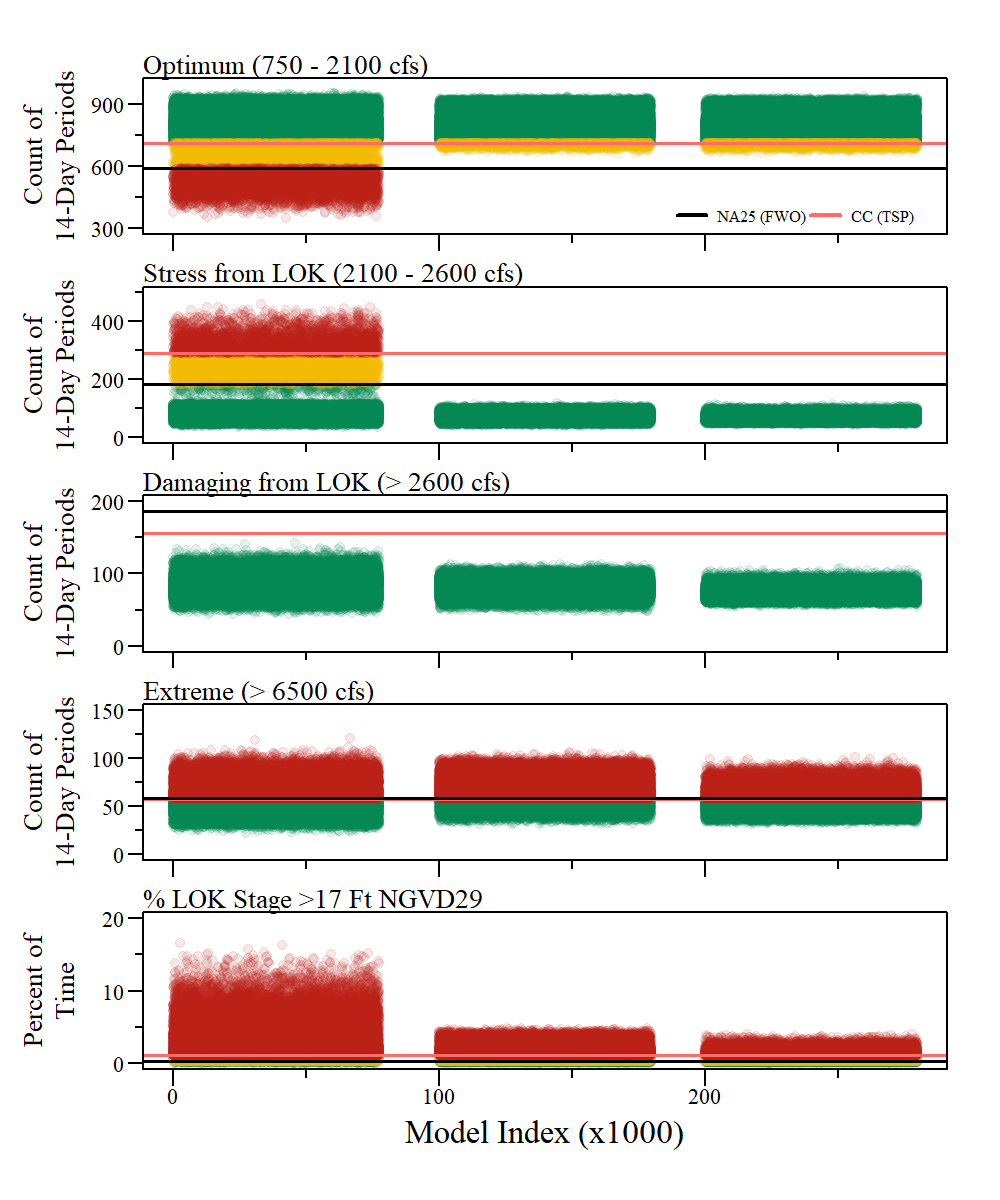 Optimum (750 - 2100 cfs)
Count of
14-Day Periods
900
600
300
NA25 (FWO) CC (TSP)
Stress from LOK (2100 - 2600 cfs)
Count of
14-Day Periods
400
200
0
Damaging from LOK (> 2600 cfs)
Count of
14-Day Periods
200
100
0
Extreme (> 6500 cfs)
Count of
14-Day Periods
150
100
50
0
% LOK Stage >17 Ft NGVD29
Percent of
Time
20
10
0
0 100 200
Model Index (x1000)